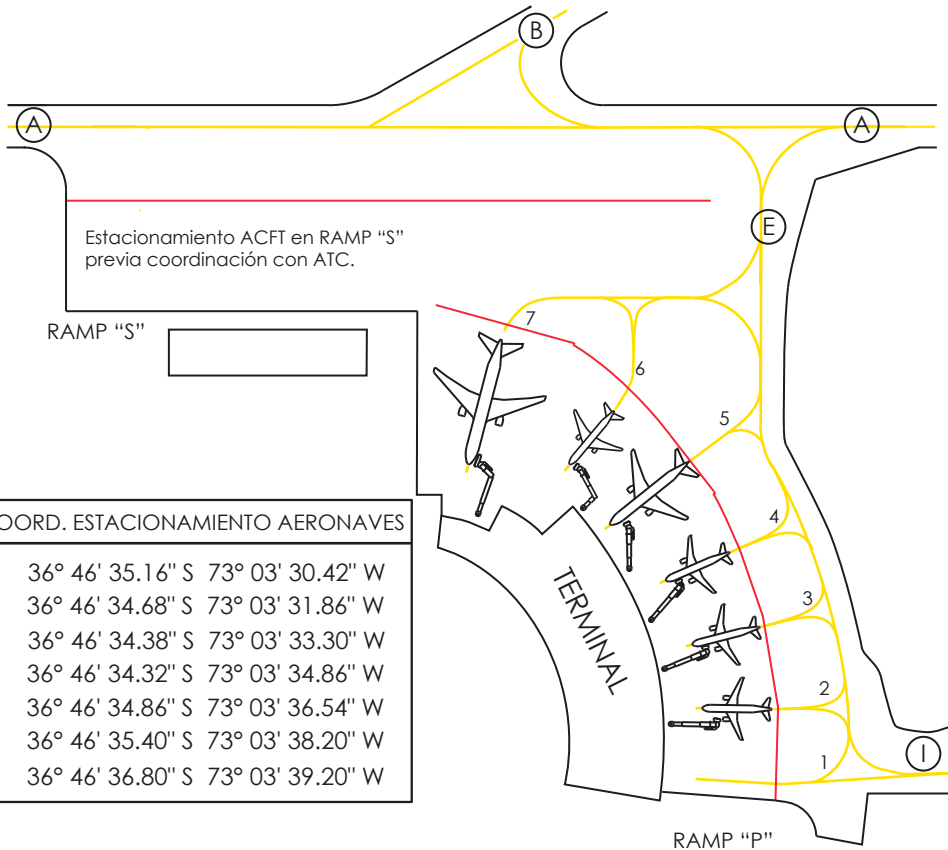 B
A
A
E
Estacionamiento ACFT en RAMP “S”
previa coordinación con ATC.
RAMP “S”
7
6
5
4
3
2
1
I
TERMINAL
RAMP “P”
ESTACIONAMIENTO AERONAVES
36° 46' 35.16" S 73° 03' 30.42" W
36° 46' 34.68" S 73° 03' 31.86" W
36° 46' 34.38" S 73° 03' 33.30" W
36° 46' 34.32" S 73° 03' 34.86" W
36° 46' 34.86" S 73° 03' 36.54" W
36° 46' 35.40" S 73° 03' 38.20" W
36° 46' 36.80" S 73° 03' 39.20" W